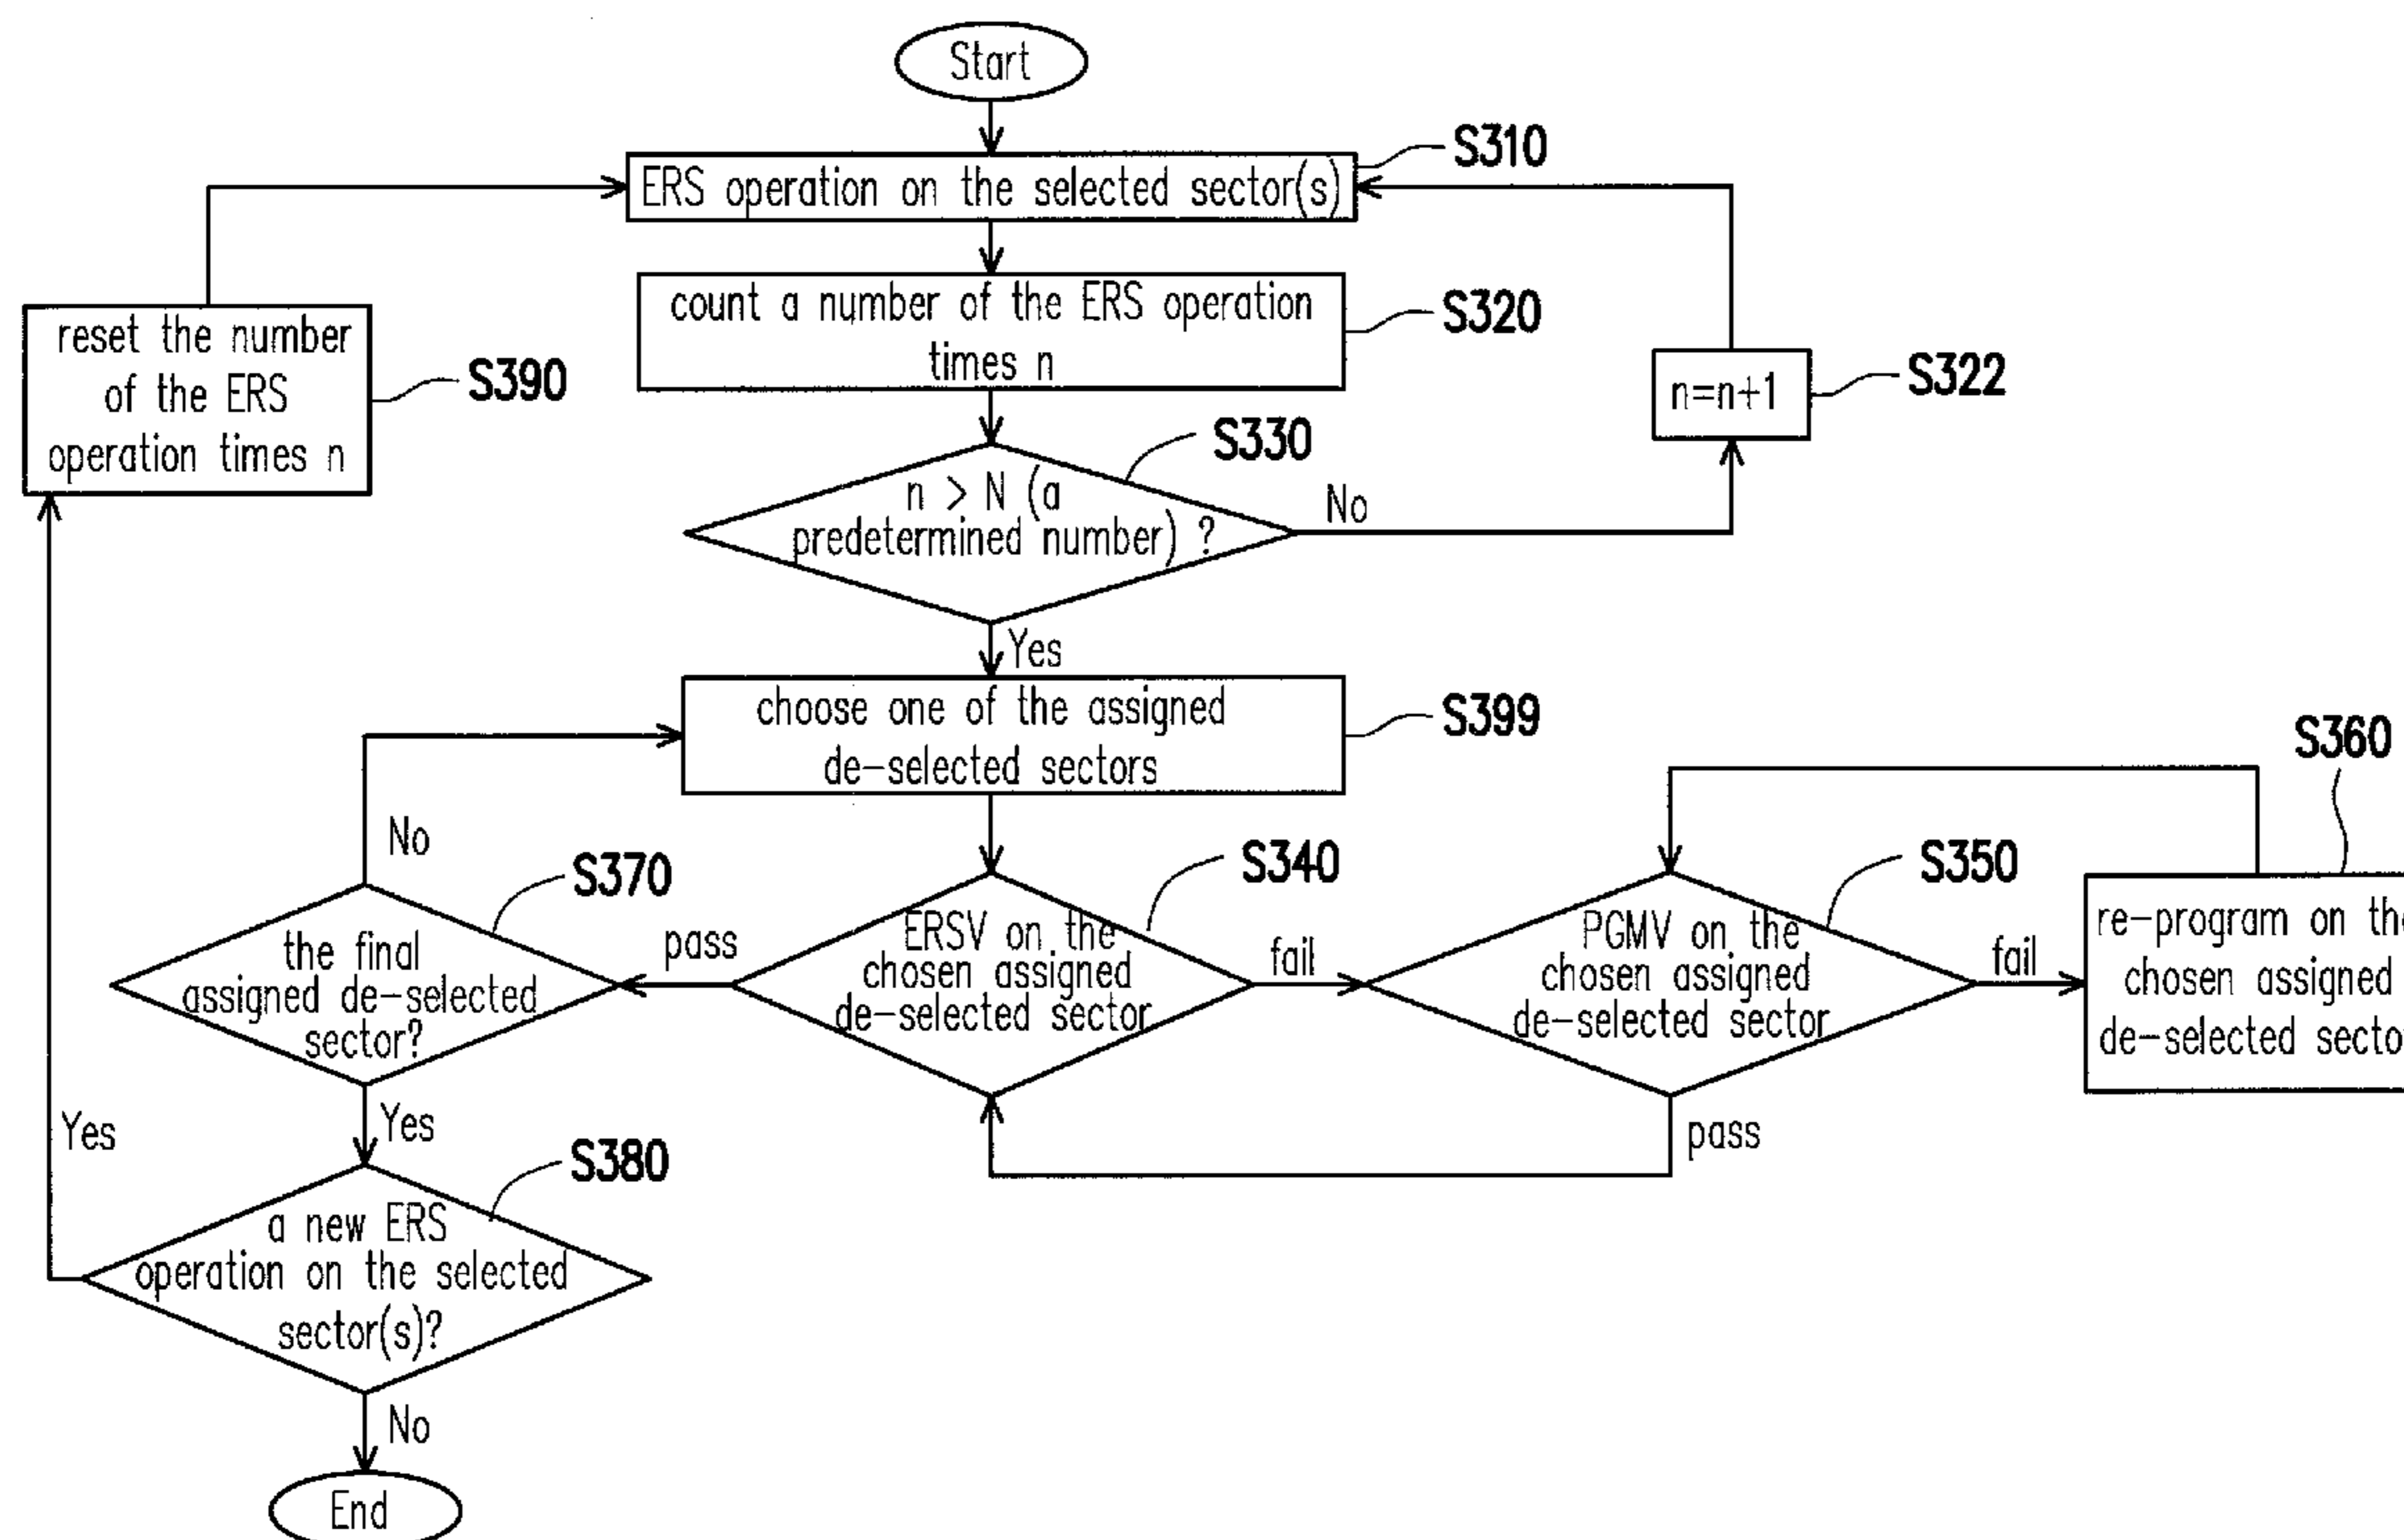 Start
ERS operation on the selected sector(s)
S310
count a number of the ERS operation
times n
S320
reset the number
of the ERS
operation times n
S390
n=n+1
S322
n > N (a
predetermined number) ?
S330
No
Yes
choose one of the assigned
de-selected sectors
S399
No
S360
the final
assigned de-selected
sector?
S370
pass
ERSV on the
chosen assigned
de-selected sector
S340
fail
PGMV on the
chosen assigned
de-selected sector
S350
fail
re-program on the
chosen assigned
de-selected secto
Yes
Yes
pass
a new ERS
operation on the selected
sector(s)?
S380
No
End